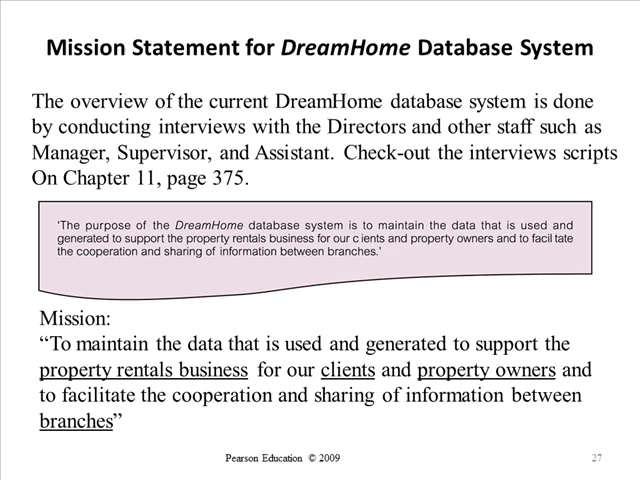 Mission Statement for DreamHome Database System
The overview of the current DreamHome database system is done
by conducting interviews with the Directors and other staff such as
Manager, Supervisor, and Assistant. Check-out the interviews scripts
On Chapter 11, page 375.
‘The purpose of the DreamHome database system is to maintain the data that is used and
generated to support the property rentals business for our c ients and property owners and to facil tate
the cooperation and sharing of information between branches.’
Mission:
“To maintain the data that is used and generated to support the
property rentals business for our clients and property owners and
to facilitate the cooperation and sharing of information between
branches”
Pearson Education © 2009
27